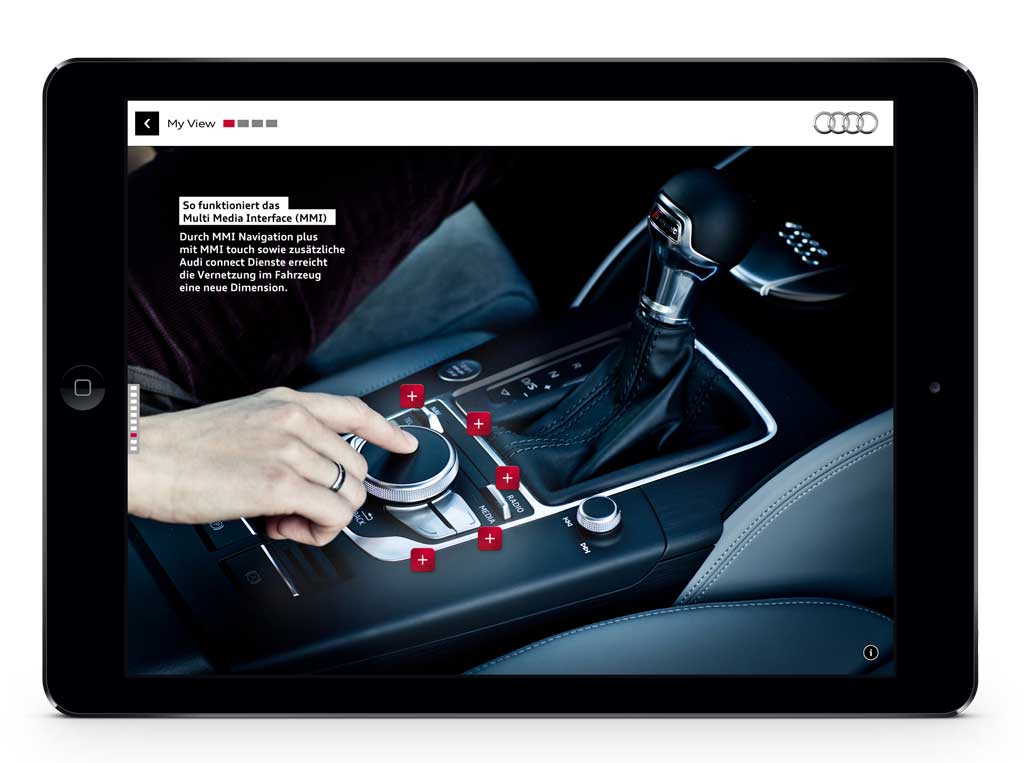 My View
So funktioniert das
Multi Media Interface (MMI)
Durch MMI Navigation plus
mit MMI touch sowie zusätzliche
Audi connect Dienste erreicht
die Vernetzung im Fahrzeug
eine neue Dimension.
R
N
D/S
+
-
RADIO
MEDIA
BACK